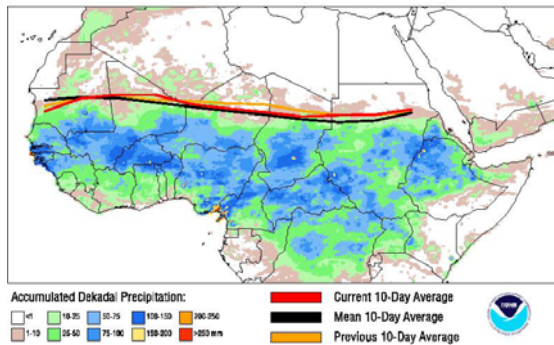 Accumulated Dekadal Precipitation:
<1 10-25 50-75 100-150 200-250
1-10 25-50 75-100 150-200 >250 mm
Current 10-Day Average
Mean 10-Day Average
Previous 10-Day Average